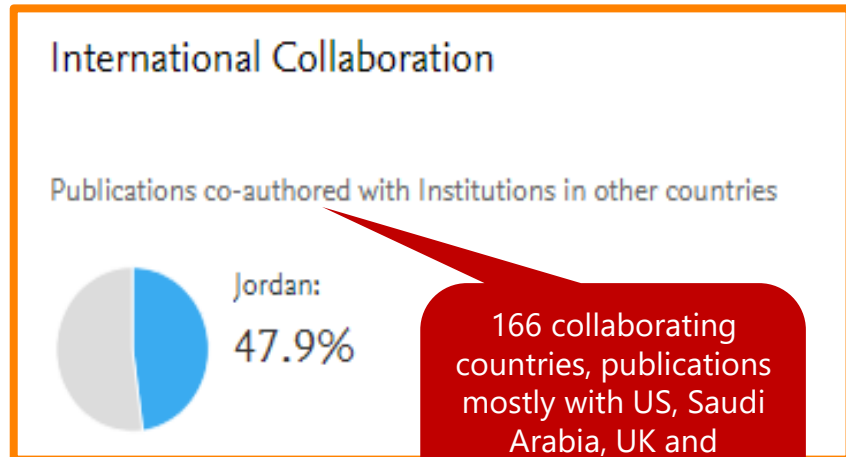 International Collaboration
Publications co-authored with Institutions in other countries
Jordan:
47.9%
166 collaborating
countries, publications
mostly with US, Saudi
Arabia, UK and